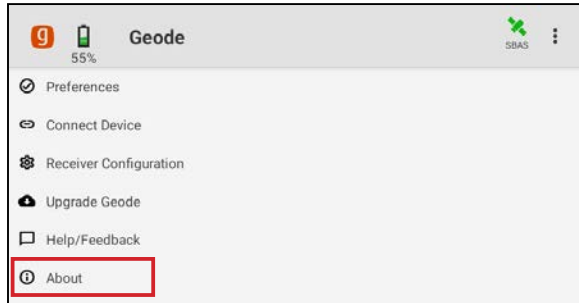 g
Geode
SBAS
55%
Preferences
Connect Device
Receiver Configuration
Upgrade Geode
Help/Feedback
About